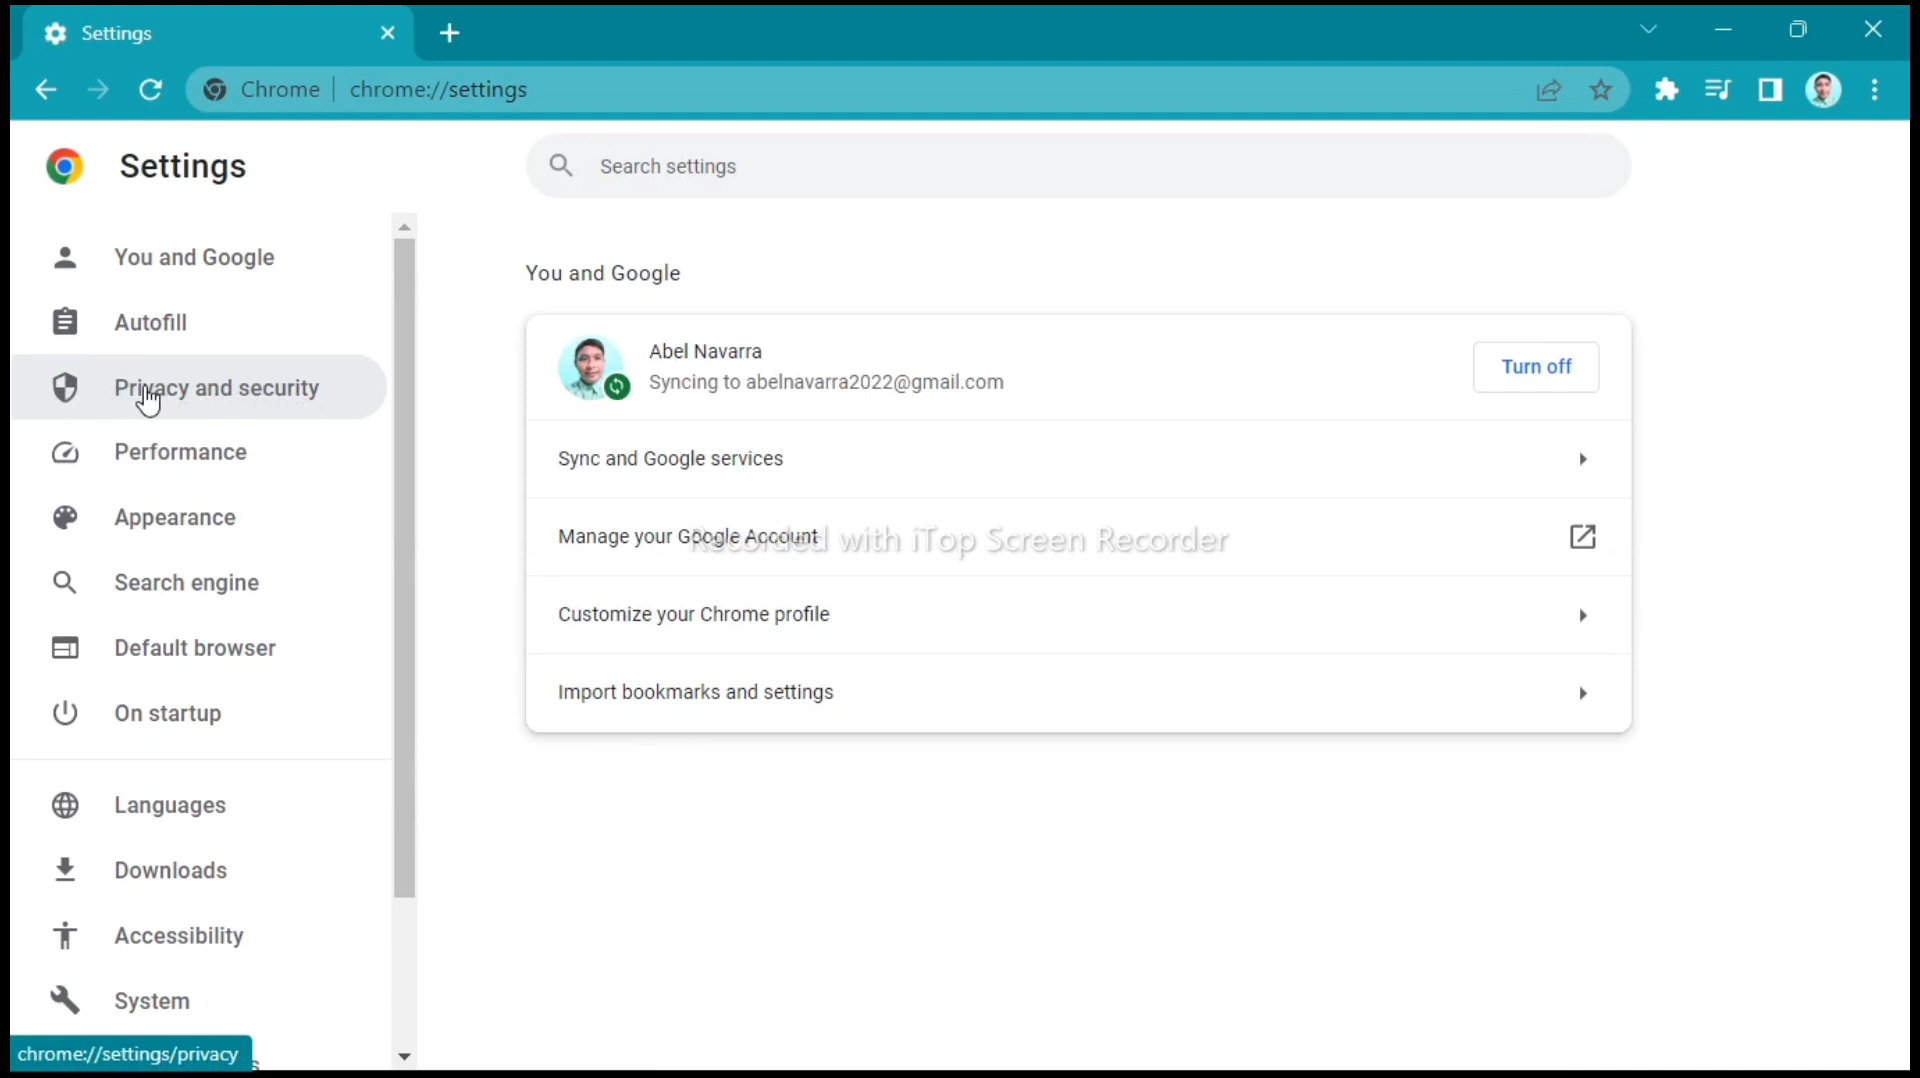 Settings
Chrome
chrome://settings
Settings
Search settings
You and Google
Autofill
Privacy and security
Performance
Appearance
Search engine
Default browser
On startup
Languages
Downloads
Accessibility
System
chrome://settings/privacy
You and Google
Abel Navarra
Syncing to abelnavarra2022@gmail.com
Turn off
Sync and Google services
Manage your Google Account
Recorded with iTop Screen Recorder
Customize your Chrome profile
Import bookmarks and settings